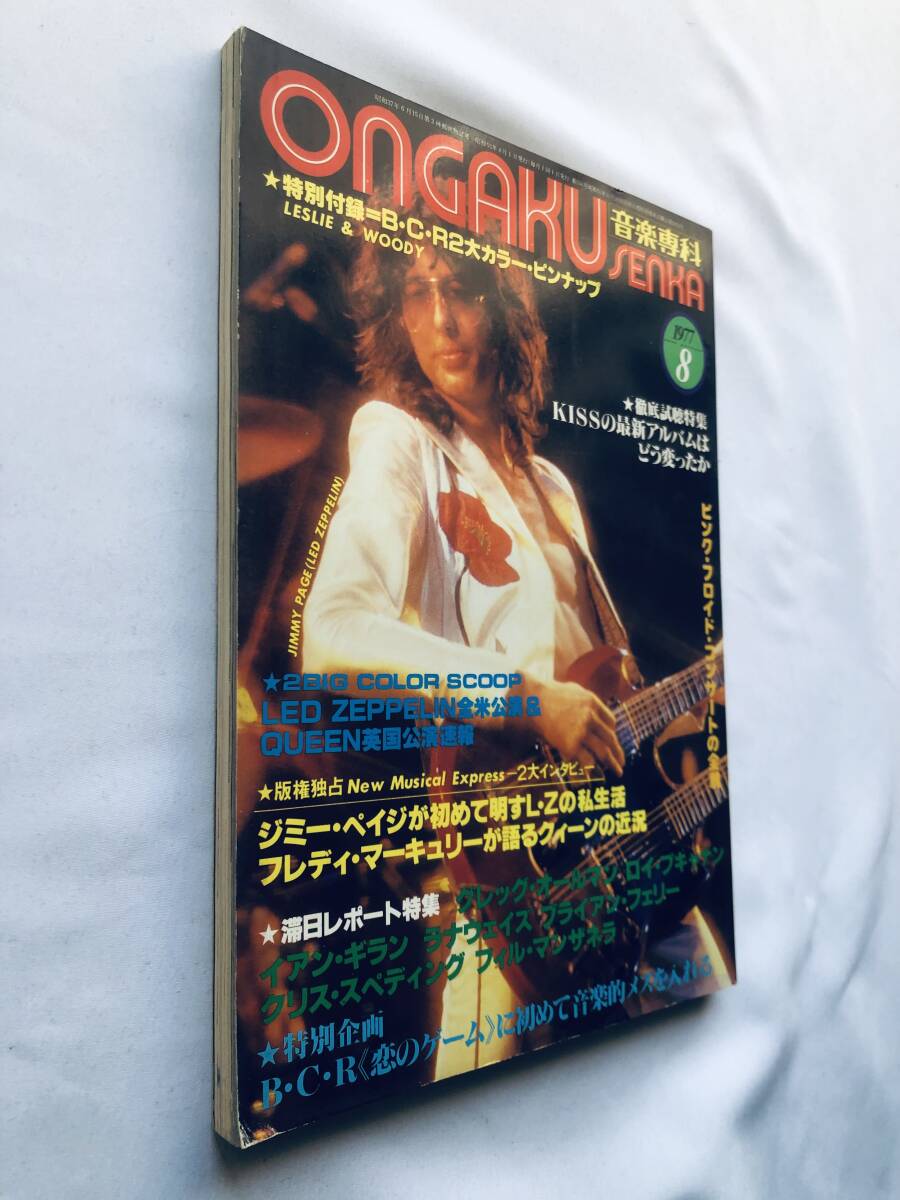 ONGAKU
SENKA
音楽専科
★特別付録=B・C・R2大カラー・ピンナップ
LESLIE & WOODY
1977
8
★徹底試聴特集
KISSの最新アルバムは
どう変ったか
ピンク・フロイド・コンサートの全貌
JIMMY PAGE (LED ZEPPELIN)
★2BIG COLOR SCOOP
LED ZEPPELIN全米公演&
QUEEN英国公演速報
★版権独占New Musical Express−2大インタビュー
ジミー・ペイジが初めて明すL・Zの私生活
フレディ・マーキュリーが語るクィーンの近況
★滞日レポート特集
グレッグ・オールマン ロイ・ブキャナン
イアン・ギラン ラナウェイズ ブライアン・フェリー
クリス・スペディング フィル・マンザネラ
★特別企画
B・C・R《恋のゲーム》に初めて音楽的メスを入れる